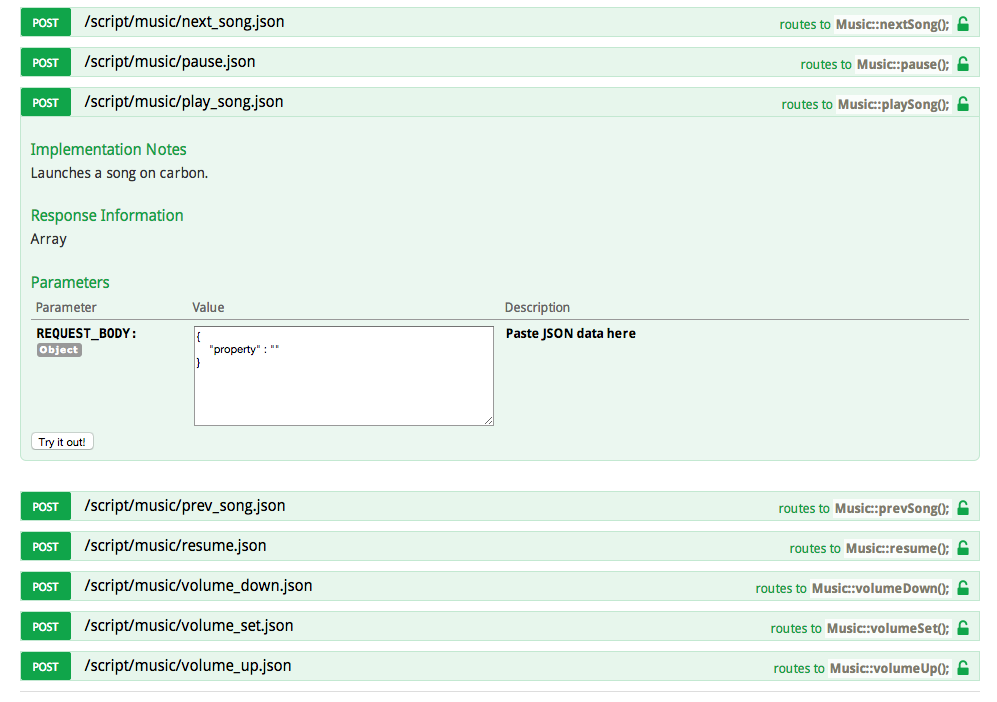 POST /script/music/next_song.json routes to Music::nextSong();
POST /script/music/pause.json routes to Music::pause();
POST /script/music/play_song.json routes to Music::playSong();
Implementation Notes
Launches a song on carbon.
Response Information
Array
Parameters
Parameter Value Description
REQUEST_BODY: { Paste JSON data here
Object "property" : ""
}
Try it out!
POST /script/music/prev_song.json routes to Music::prevSong();
POST /script/music/resume.json routes to Music::resume();
POST /script/music/volume_down.json routes to Music::volumeDown();
POST /script/music/volume_set.json routes to Music::volumeSet();
POST /script/music/volume_up.json routes to Music::volumeUp();